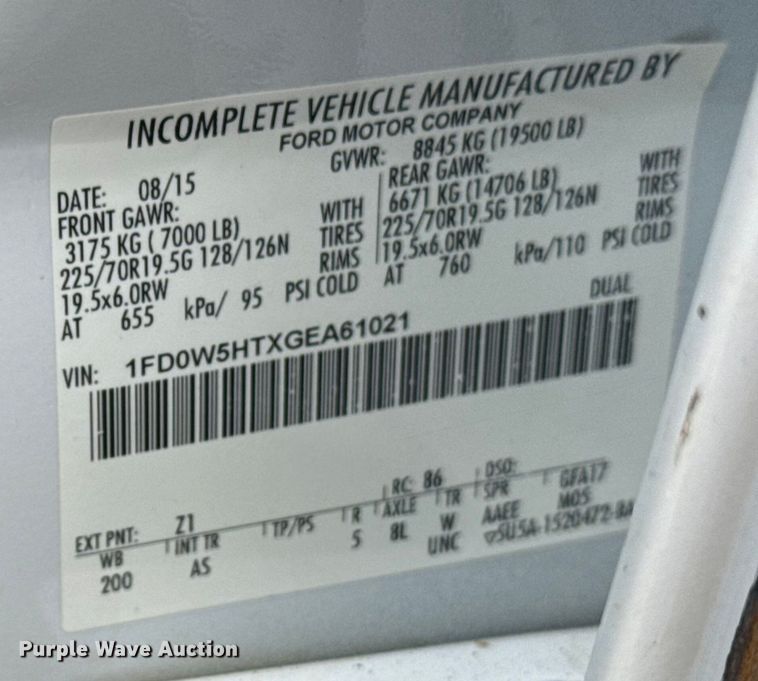 INCOMPLETE VEHICLE MANUFACTURED BY
FORD MOTOR COMPANY
DATE: 08/15 GVWR: 8845 KG (19500 LB)
FRONT GAWR: REAR GAWR:
3175 KG ( 7000 LB) WITH 6671 KG (14706 LB) WITH
225/70R19.5G 128/126N TIRES 225/70R19.5G 128/126N TIRES
19.5x6.0RW RIMS 19.5x6.0RW RIMS
AT 655 kPa/ 95 PSI COLD AT 760 kPa/110 PSI COLD
DUAL
VIN: 1FD0W5HTXGEA61021
EXT PNT: Z1 RC: 86 DSO:
WB INT TR TP/PS R AXLE TR SPR GFA17
200 AS 5 8L W AAEE M05
UNC
Purple Wave Auction